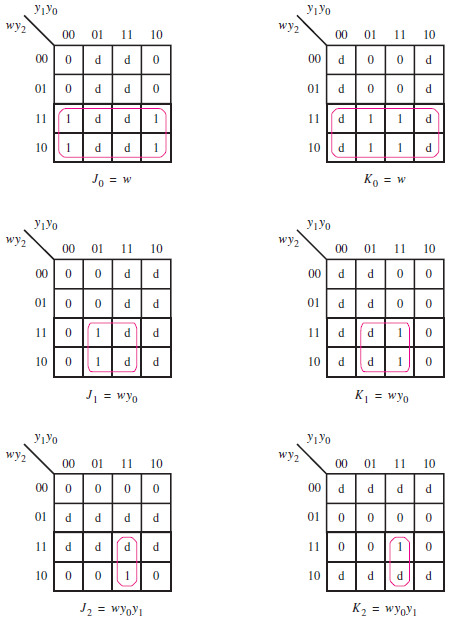 y₁y₀ y₁y₀
wy₂ 00 01 11 10 wy₂ 00 01 11 10
00 0 d d 0 00 d 0 0 d
01 0 d d 0 01 d 0 0 d
11 1 d d 1 11 d 1 1 d
10 1 d d 1 10 d 1 1 d
J₀ = w K₀ = w
y₁y₀ y₁y₀
wy₂ 00 01 11 10 wy₂ 00 01 11 10
00 0 0 d d 00 d d 0 0
01 0 0 d d 01 d d 0 0
11 0 1 d d 11 d d 1 0
10 0 1 d d 10 d d 1 0
J₁ = wy₀ K₁ = wy₀
y₁y₀ y₁y₀
wy₂ 00 01 11 10 wy₂ 00 01 11 10
00 0 0 0 0 00 d d d d
01 d d d d 01 0 0 0 0
11 d d d d 11 0 0 1 0
10 0 0 1 0 10 d d d d
J₂ = wy₀y₁ K₂ = wy₀y₁